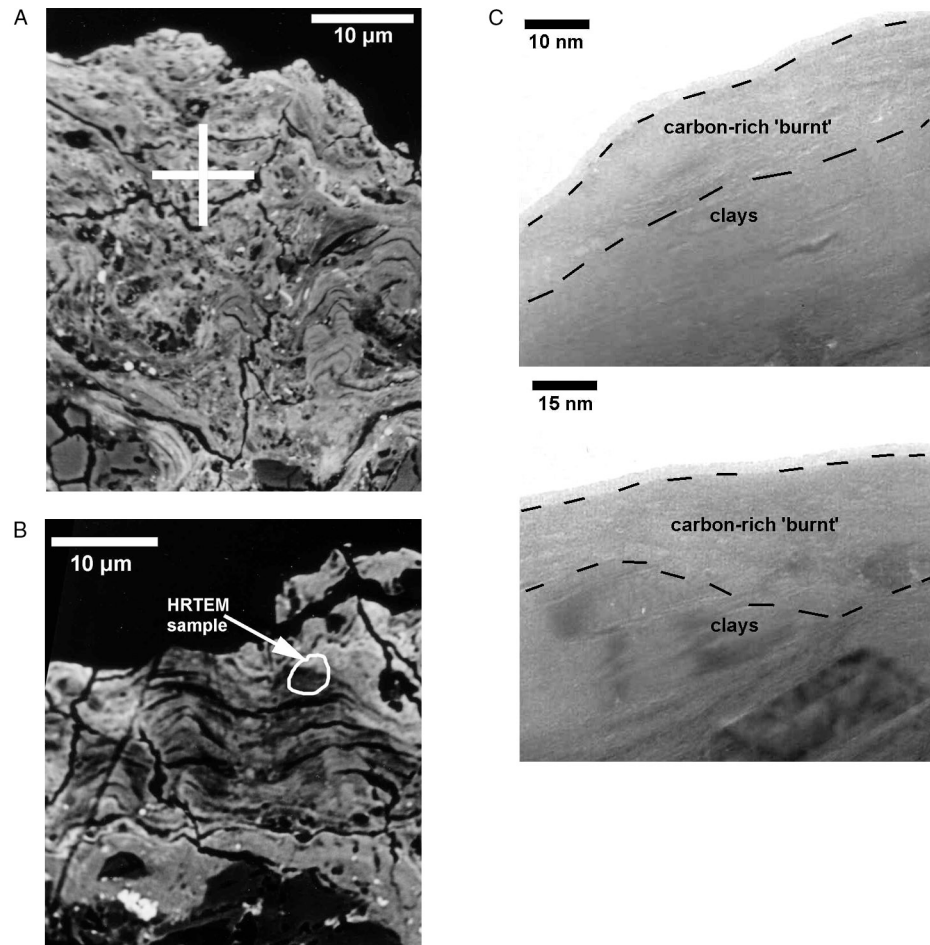 A
10 µm
B
10 µm
HRTEM
sample
C
10 nm
carbon-rich 'burnt'
clays
15 nm
carbon-rich 'burnt'
clays